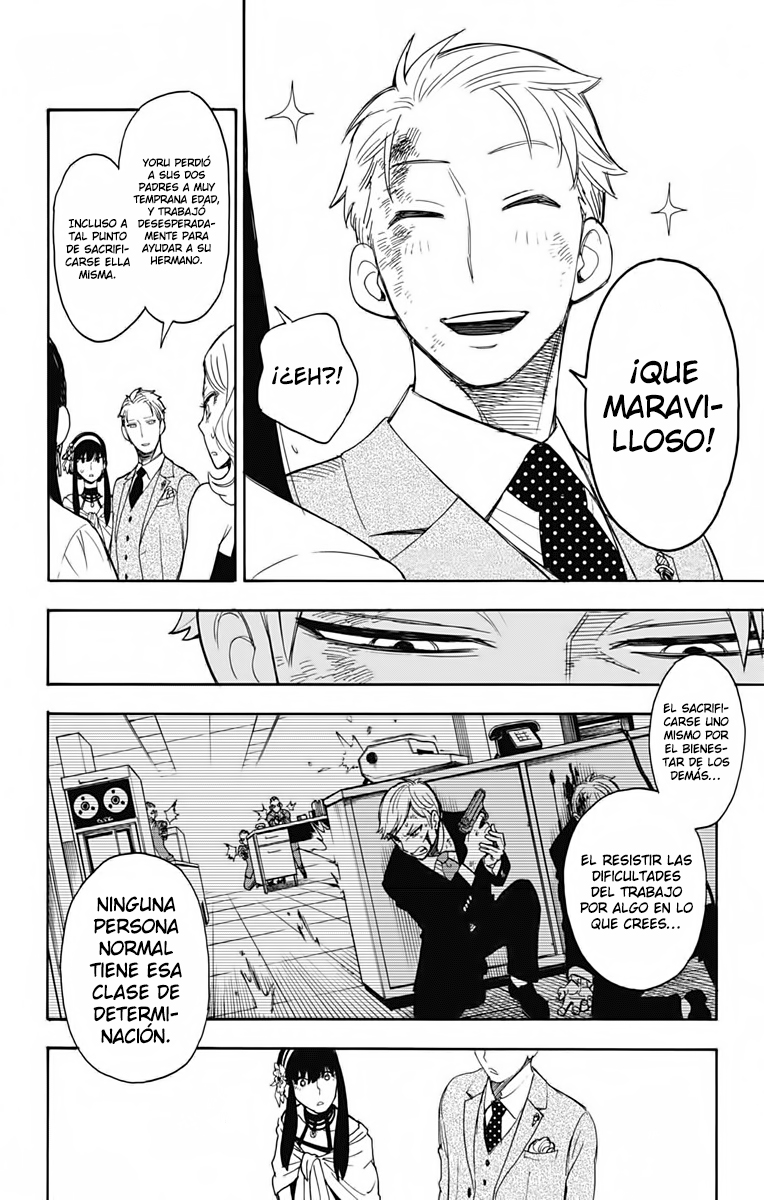 ¡QUE
MARAVI-
LLOSO!
¡¿EH?!
YORU PERDIÓ
A SUS DOS
PADRES A MUY
TEMPRANA EDAD,
Y TRABAJÓ
DESESPERADA-
MENTE PARA
AYUDAR A SU
HERMANO.
INCLUSO A
TAL PUNTO
DE SACRIFI-
CARSE ELLA
MISMA.
EL SACRIFI-
CARSE UNO
MISMO POR
EL BIENES-
TAR DE LOS
DEMÁS...
EL RESISTIR LAS
DIFICULTADES
DEL TRABAJO
POR ALGO EN LO
QUE CREES...
NINGUNA
PERSONA
NORMAL
TIENE ESA
CLASE DE
DETERMI-
NACIÓN.